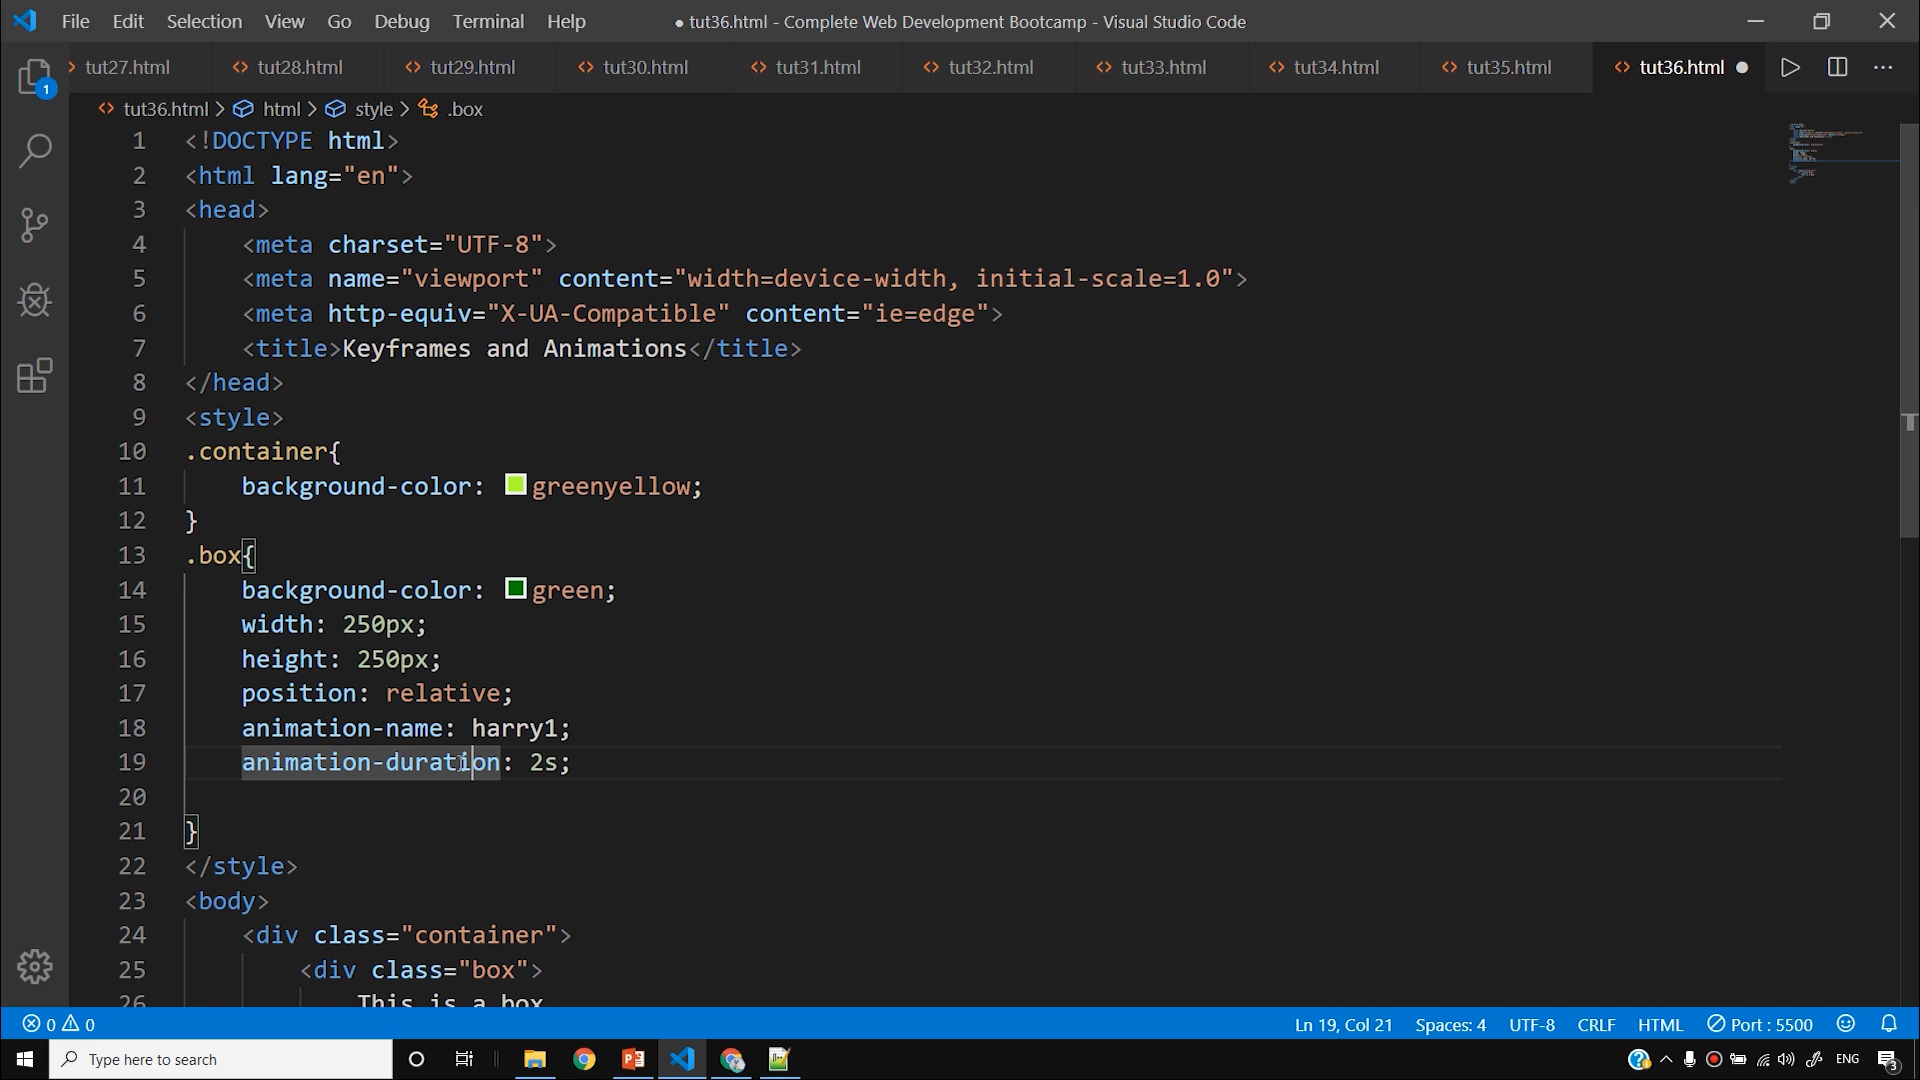 File Edit Selection View Go Debug Terminal Help
● tut36.html - Complete Web Development Bootcamp - Visual Studio Code
tut27.html tut28.html tut29.html tut30.html tut31.html tut32.html tut33.html tut34.html tut35.html tut36.html ●
1
tut36.html > html > style > .box
1 <!DOCTYPE html>
2 <html lang="en">
3 <head>
4     <meta charset="UTF-8">
5     <meta name="viewport" content="width=device-width, initial-scale=1.0">
6     <meta http-equiv="X-UA-Compatible" content="ie=edge">
7     <title>Keyframes and Animations</title>
8 </head>
9 <style>
10 .container{
11     background-color: greenyellow;
12 }
13 .box{
14     background-color: green;
15     width: 250px;
16     height: 250px;
17     position: relative;
18     animation-name: harry1;
19     animation-duration: 2s;
20
21 }
22 </style>
23 <body>
24     <div class="container">
25         <div class="box">
26             This is a box
0 0 Ln 19, Col 21 Spaces: 4 UTF-8 CRLF HTML Port : 5500
Type here to search
ENG
3